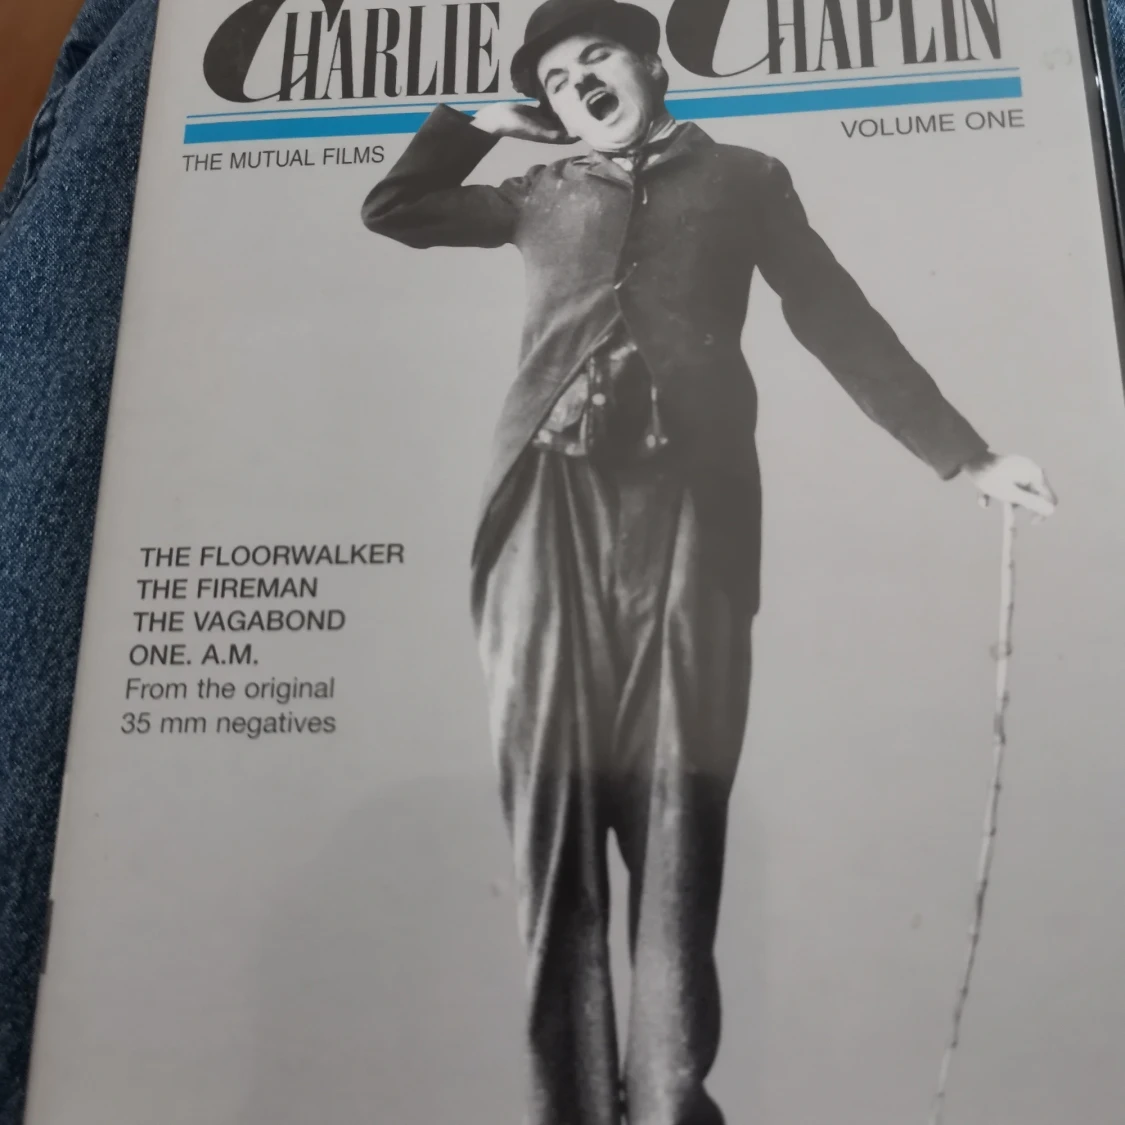 CHARLIE CHAPLIN
THE MUTUAL FILMS
VOLUME ONE
THE FLOORWALKER
THE FIREMAN
THE VAGABOND
ONE. A.M.
From the original
35 mm negatives